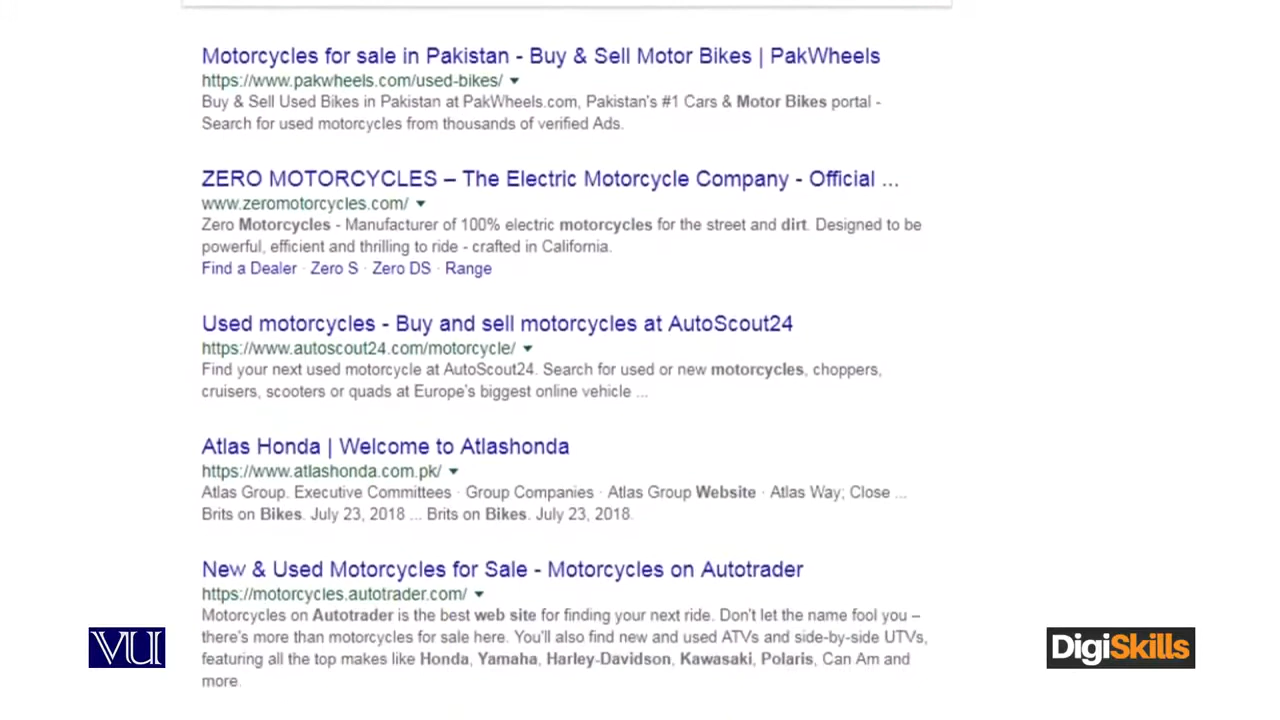 Motorcycles for sale in Pakistan - Buy & Sell Motor Bikes | PakWheels
https://www.pakwheels.com/used-bikes/
Buy & Sell Used Bikes in Pakistan at PakWheels.com, Pakistan's #1 Cars & Motor Bikes portal -
Search for used motorcycles from thousands of verified Ads.
ZERO MOTORCYCLES – The Electric Motorcycle Company - Official ...
www.zeromotorcycles.com/
Zero Motorcycles - Manufacturer of 100% electric motorcycles for the street and dirt. Designed to be
powerful, efficient and thrilling to ride - crafted in California.
Find a Dealer · Zero S · Zero DS · Range
Used motorcycles - Buy and sell motorcycles at AutoScout24
https://www.autoscout24.com/motorcycle/
Find your next used motorcycle at AutoScout24. Search for used or new motorcycles, choppers,
cruisers, scooters or quads at Europe's biggest online vehicle ...
Atlas Honda | Welcome to Atlashonda
https://www.atlashonda.com.pk/
Atlas Group. Executive Committees · Group Companies · Atlas Group Website · Atlas Way; Close ...
Brits on Bikes. July 23, 2018 ... Brits on Bikes. July 23, 2018.
New & Used Motorcycles for Sale - Motorcycles on Autotrader
https://motorcycles.autotrader.com/
Motorcycles on Autotrader is the best web site for finding your next ride. Don't let the name fool you –
there's more than motorcycles for sale here. You'll also find new and used ATVs and side-by-side UTVs,
featuring all the top makes like Honda, Yamaha, Harley-Davidson, Kawasaki, Polaris, Can Am and
more.
VU
DigiSkills